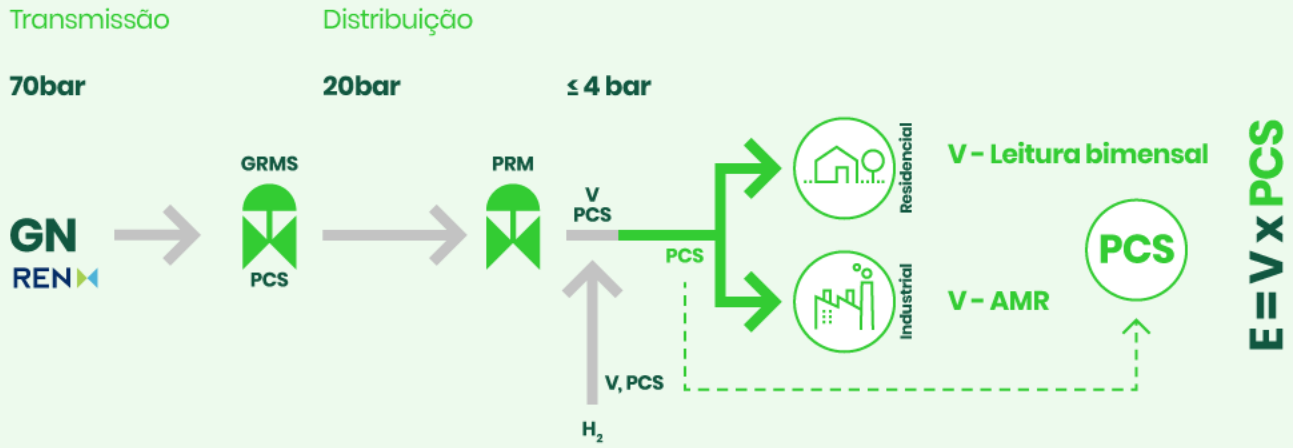 Transmissão
Distribuição
70bar
20bar
≤ 4 bar
GRMS
PRM
V
PCS
GN
REN
PCS
PCS
Residencial
V - Leitura bimensal
PCS
Industrial
V - AMR
V, PCS
H₂
E = V x PCS